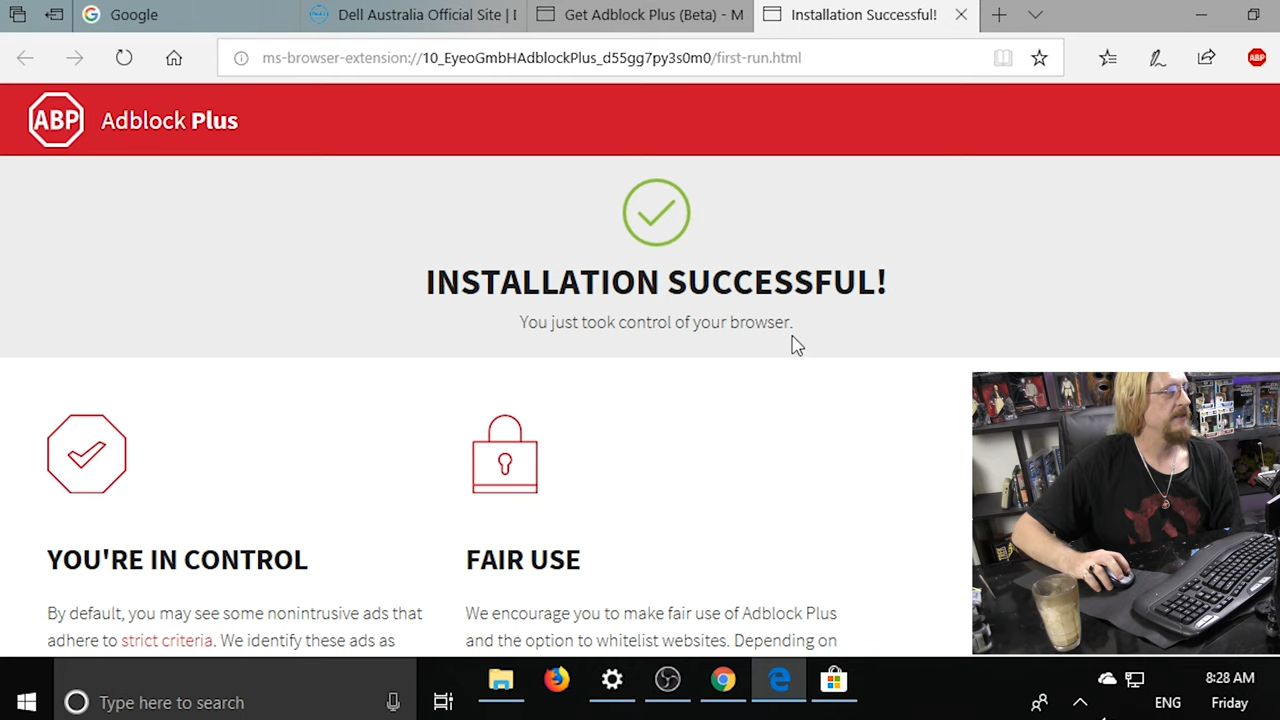 Google
Dell Australia Official Site | D
Get Adblock Plus (Beta) - M
Installation Successful!
ms-browser-extension://10_EyeoGmbHAdblockPlus_d55gg7py3s0m0/first-run.html
ABP
ABP
Adblock Plus
INSTALLATION SUCCESSFUL!
You just took control of your browser.
YOU'RE IN CONTROL
By default, you may see some nonintrusive ads that
adhere to strict criteria. We identify these ads as
FAIR USE
We encourage you to make fair use of Adblock Plus
and the option to whitelist websites. Depending on
Type here to search
8:28 AM
ENG
Friday